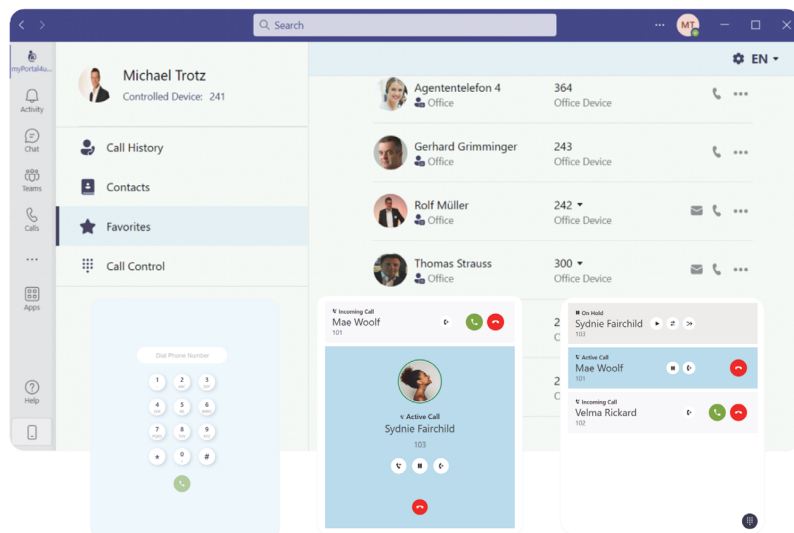 Search
MT
myPortal4u...
Activity
Chat
Teams
Calls
Apps
Help
Michael Trotz
Controlled Device: 241
Call History
Contacts
Favorites
Call Control
EN
Agententelefon 4
Office
364
Office Device
Gerhard Grimminger
Office
243
Office Device
Rolf Müller
Office
242
Office Device
Thomas Strauss
Office
300
Office Device
Dial Phone Number
1 2 3
4 5 6
7 8 9
* 0 #
Incoming Call
Mae Woolf
101
Active Call
Sydnie Fairchild
103
On Hold
Sydnie Fairchild
103
Active Call
Mae Woolf
101
Incoming Call
Velma Rickard
102